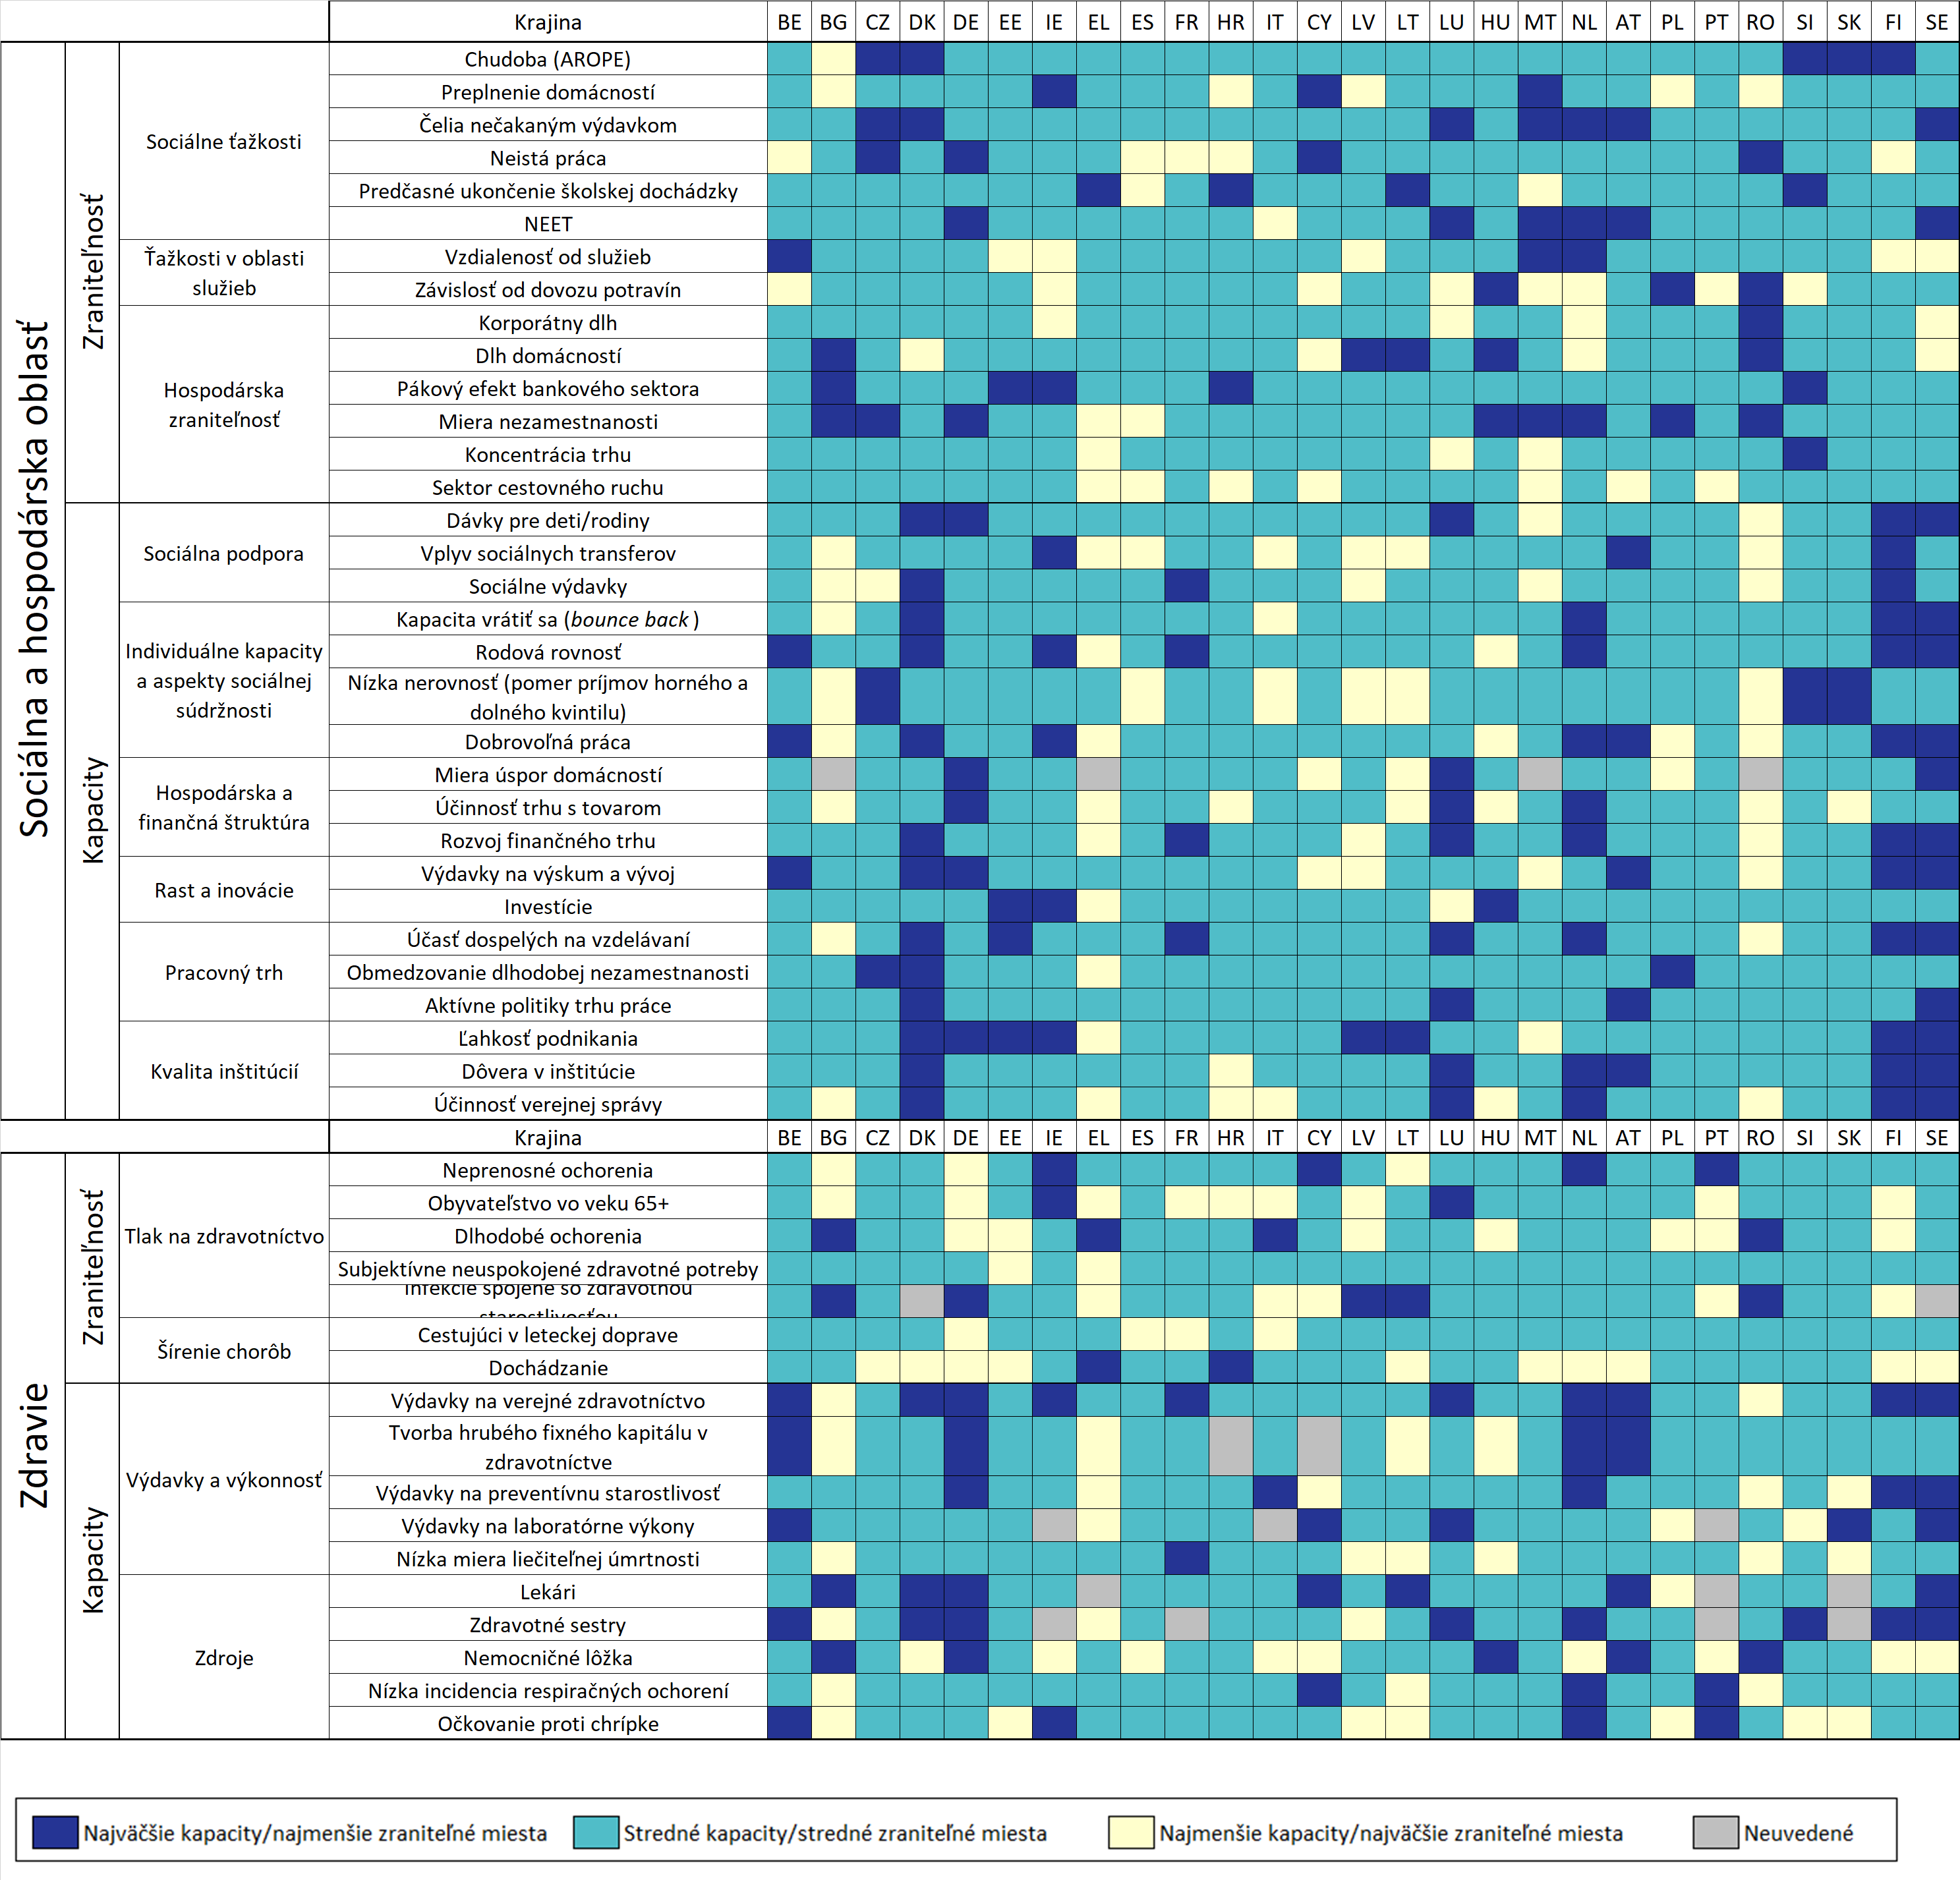 Krajina BE BG CZ DK DE EE IE EL ES FR HR IT CY LV LT LU HU MT NL AT PL PT RO SI SK FI SE
Sociálna a hospodárska oblasť
Zraniteľnosť
Sociálne ťažkosti
Chudoba (AROPE)
Preplnenie domácností
Čelia nečakaným výdavkom
Neistá práca
Predčasné ukončenie školskej dochádzky
NEET
Ťažkosti v oblasti
služieb
Vzdialenosť od služieb
Závislosť od dovozu potravín
Hospodárska
zraniteľnosť
Korporátny dlh
Dlh domácností
Pákový efekt bankového sektora
Miera nezamestnanosti
Koncentrácia trhu
Sektor cestovného ruchu
Kapacity
Sociálna podpora
Dávky pre deti/rodiny
Vplyv sociálnych transferov
Sociálne výdavky
Individuálne kapacity
a aspekty sociálnej
súdržnosti
Kapacita vrátiť sa (bounce back )
Rodová rovnosť
Nízka nerovnosť (pomer príjmov horného a
dolného kvintilu)
Dobrovoľná práca
Hospodárska a
finančná štruktúra
Miera úspor domácností
Účinnosť trhu s tovarom
Rozvoj finančného trhu
Rast a inovácie
Výdavky na výskum a vývoj
Investície
Pracovný trh
Účasť dospelých na vzdelávaní
Obmedzovanie dlhodobej nezamestnanosti
Aktívne politiky trhu práce
Kvalita inštitúcií
Ľahkosť podnikania
Dôvera v inštitúcie
Účinnosť verejnej správy
Krajina BE BG CZ DK DE EE IE EL ES FR HR IT CY LV LT LU HU MT NL AT PL PT RO SI SK FI SE
Zdravie
Zraniteľnosť
Tlak na zdravotníctvo
Neprenosné ochorenia
Obyvateľstvo vo veku 65+
Dlhodobé ochorenia
Subjektívne neuspokojené zdravotné potreby
Infekcie spojené so zdravotnou
starostlivosťou
Šírenie chorôb
Cestujúci v leteckej doprave
Dochádzanie
Kapacity
Výdavky a výkonnosť
Výdavky na verejné zdravotníctvo
Tvorba hrubého fixného kapitálu v
zdravotníctve
Výdavky na preventívnu starostlivosť
Výdavky na laboratórne výkony
Nízka miera liečiteľnej úmrtnosti
Zdroje
Lekári
Zdravotné sestry
Nemocničné lôžka
Nízka incidencia respiračných ochorení
Očkovanie proti chrípke
Najväčšie kapacity/najmenšie zraniteľné miesta
Stredné kapacity/stredné zraniteľné miesta
Najmenšie kapacity/najväčšie zraniteľné miesta
Neuvedené